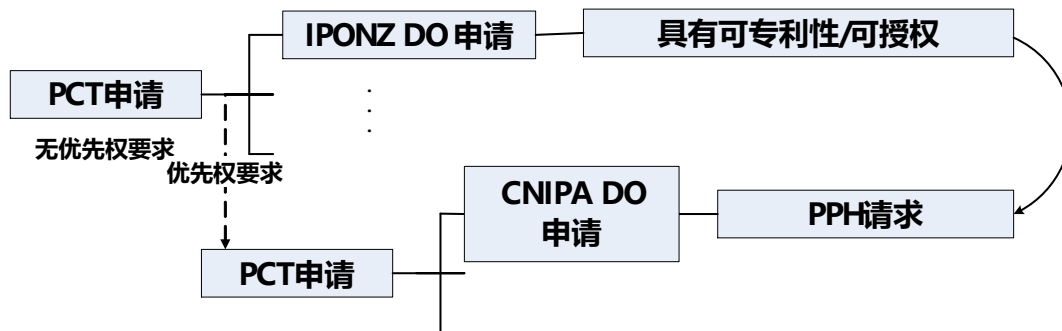 IPONZ DO 申请
具有可专利性/可授权
PCT申请
无优先权要求
优先权要求
CNIPA DO
申请
PPH请求
PCT申请